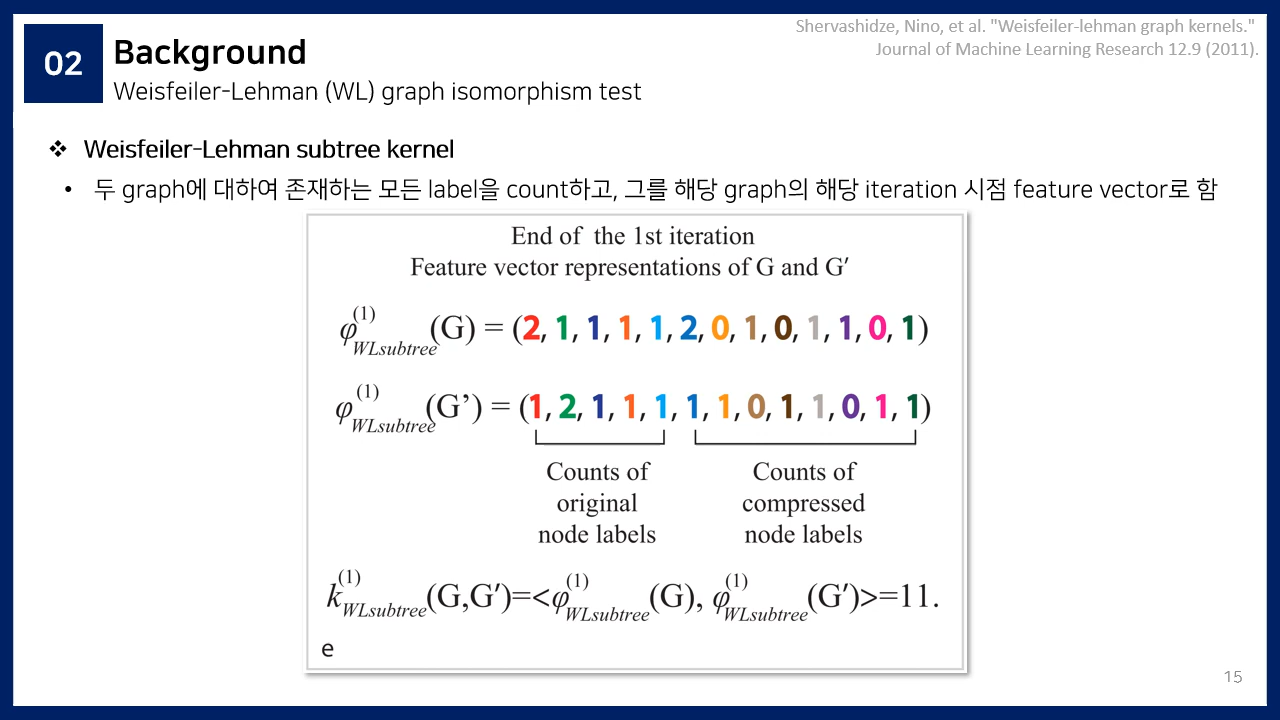 02
Background
Weisfeiler-Lehman (WL) graph isomorphism test
Shervashidze, Nino, et al. "Weisfeiler-lehman graph kernels."
Journal of Machine Learning Research 12.9 (2011).
❖ Weisfeiler-Lehman subtree kernel
• 두 graph에 대하여 존재하는 모든 label을 count하고, 그를 해당 graph의 해당 iteration 시점 feature vector로 함
End of the 1st iteration
Feature vector representations of G and G′
φ(1)WLsubtree(G) = (2, 1, 1, 1, 1, 2, 0, 1, 0, 1, 1, 0, 1)
φ(1)WLsubtree(G’) = (1, 2, 1, 1, 1, 1, 1, 0, 1, 1, 0, 1, 1)
Counts of
original
node labels
Counts of
compressed
node labels
k(1)WLsubtree(G,G′)=<φ(1)WLsubtree(G), φ(1)WLsubtree(G′)>=11.
e
15